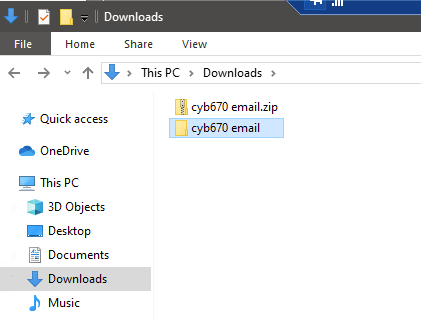 Downloads
File Home Share View
This PC Downloads
cyb670 email.zip
cyb670 email
Quick access
OneDrive
This PC
3D Objects
Desktop
Documents
Downloads
Music